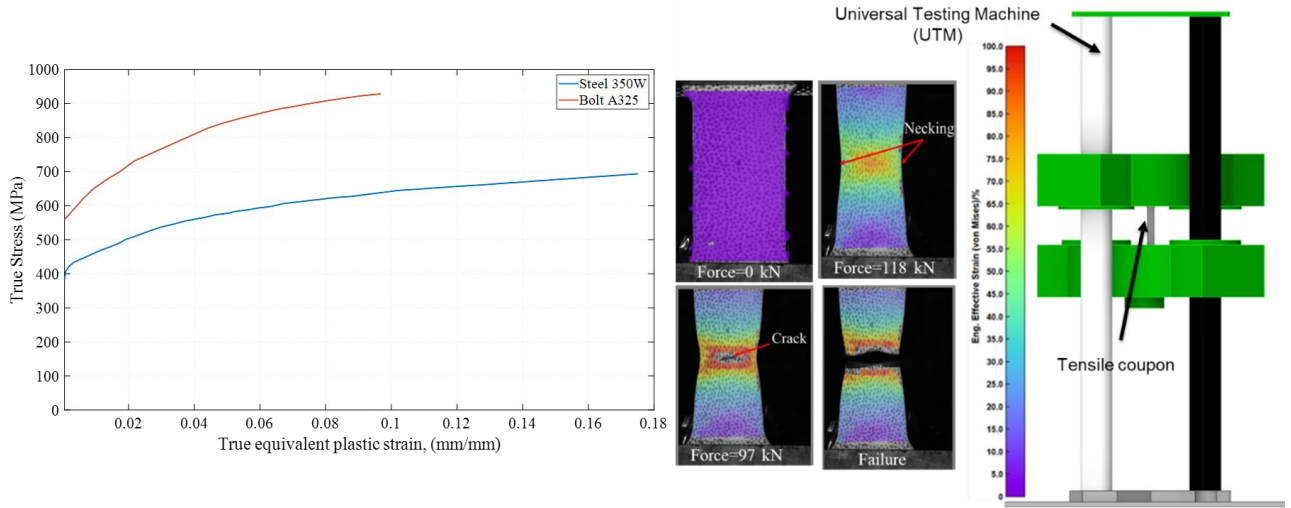 1000
900
800
700
600
500
400
300
200
100
0
True Stress (MPa)
Steel 350W
Bolt A325
0.02
0.04
0.06
0.08
0.1
0.12
0.14
0.16
0.18
True equivalent plastic strain, (mm/mm)
Force=0 kN
Necking
Force=118 kN
Crack
Force=97 kN
Failure
Universal Testing Machine
(UTM)
100.0
95.0
90.0
85.0
80.0
75.0
70.0
65.0
60.0
55.0
50.0
45.0
40.0
35.0
30.0
25.0
20.0
15.0
10.0
5.0
0.0
Eng. Effective Strain (von Mises)/%
Tensile coupon